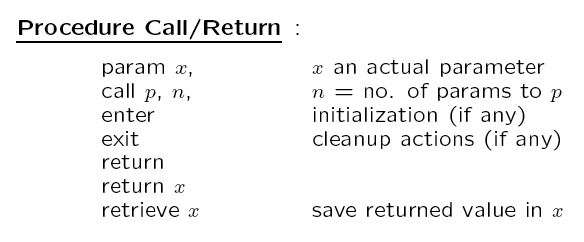 Procedure Call/Return :
param x, x an actual parameter
call p, n, n = no. of params to p
enter initialization (if any)
exit cleanup actions (if any)
return
return x
retrieve x save returned value in x